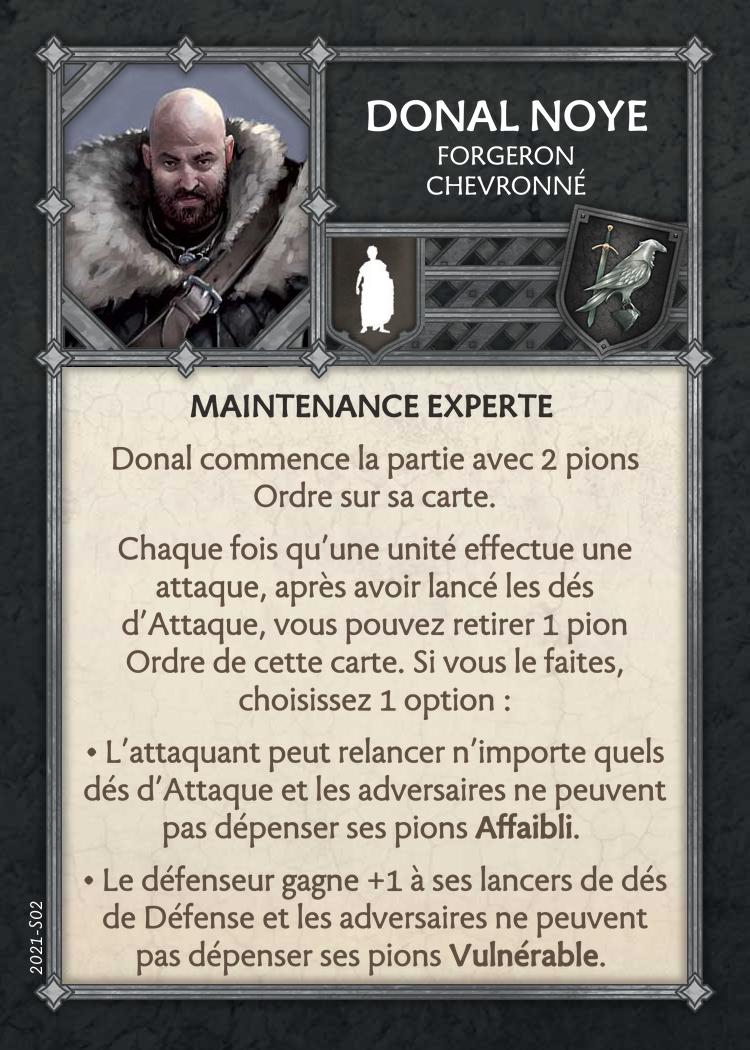 DONAL NOYE
FORGERON
CHEVRONNÉ
MAINTENANCE EXPERTE
Donal commence la partie avec 2 pions
Ordre sur sa carte.
Chaque fois qu'une unité effectue une
attaque, après avoir lancé les dés
d'Attaque, vous pouvez retirer 1 pion
Ordre de cette carte. Si vous le faites,
choisissez 1 option :
• L'attaquant peut relancer n'importe quels
dés d'Attaque et les adversaires ne peuvent
pas dépenser ses pions Affaibli.
• Le défenseur gagne +1 à ses lancers de dés
de Défense et les adversaires ne peuvent
pas dépenser ses pions Vulnérable.
2021-S02